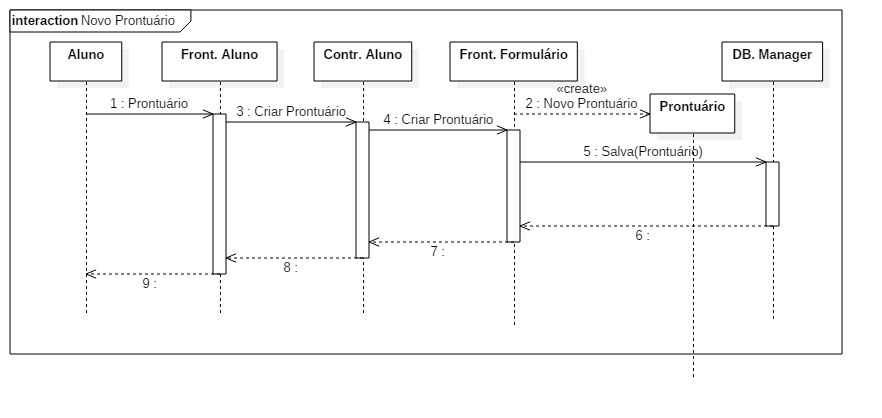 interaction Novo Prontuário
Aluno
Front. Aluno
Contr. Aluno
Front. Formulário
DB. Manager
«create»
2 : Novo Prontuário
Prontuário
1 : Prontuário
3 : Criar Prontuário
4 : Criar Prontuário
5 : Salva(Prontuário)
6 :
7 :
8 :
9 :